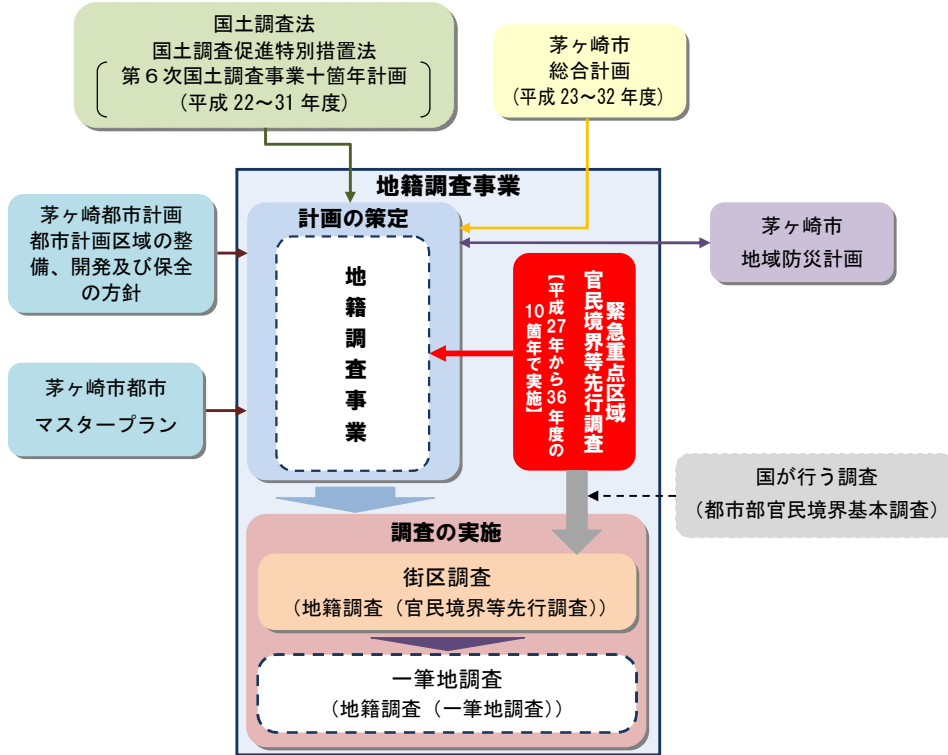 国土調査法
国土調査促進特別措置法
第６次国土調査事業十箇年計画
(平成 22～31 年度)
茅ヶ崎市
総合計画
(平成 23～32 年度)
地籍調査事業
計画の策定
地籍調査事業
茅ヶ崎都市計画
都市計画区域の整
備、開発及び保全
の方針
茅ヶ崎市都市
マスタープラン
茅ヶ崎市
地域防災計画
緊急重点区域
官民境界等先行調査
【平成27年から36年度の
10箇年で実施】
国が行う調査
（都市部官民境界基本調査）
調査の実施
街区調査
（地籍調査（官民境界等先行調査））
一筆地調査
（地籍調査（一筆地調査））